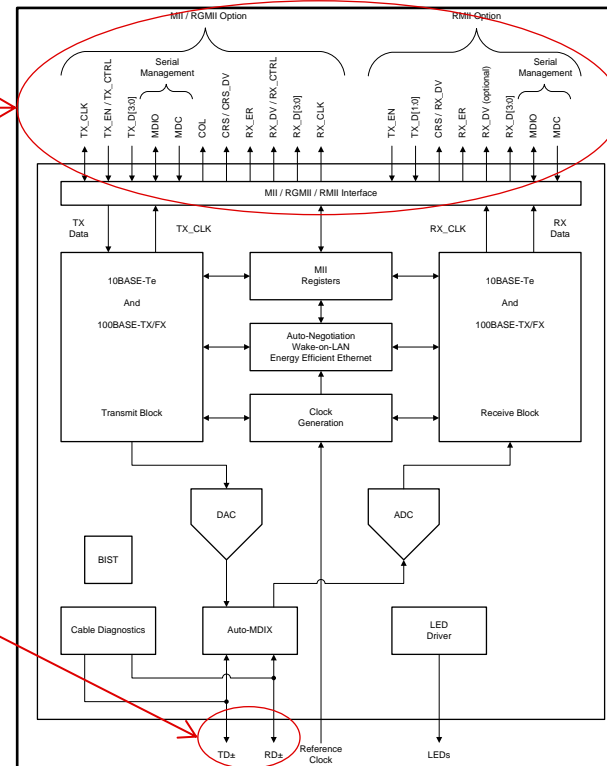 MII / RGMII Option
RMII Option
Serial
Management
Serial
Management
TX_CLK
TX_EN / TX_CTRL
TX_D[3:0]
MDIO
MDC
COL
CRS / CRS_DV
RX_ER
RX_DV / RX_CTRL
RX_D[3:0]
RX_CLK
TX_EN
TX_D[1:0]
CRS / RX_DV
RX_ER
RX_DV (optional)
RX_D[3:0]
MDIO
MDC
MII / RGMII / RMII Interface
TX
Data
TX_CLK
RX_CLK
RX
Data
10BASE-Te
And
100BASE-TX/FX
Transmit Block
MII
Registers
Auto-Negotiation
Wake-on-LAN
Energy Efficient Ethernet
Clock
Generation
10BASE-Te
And
100BASE-TX/FX
Receive Block
DAC
ADC
BIST
Cable Diagnostics
Auto-MDIX
LED
Driver
TD±
RD±
Reference
Clock
LEDs